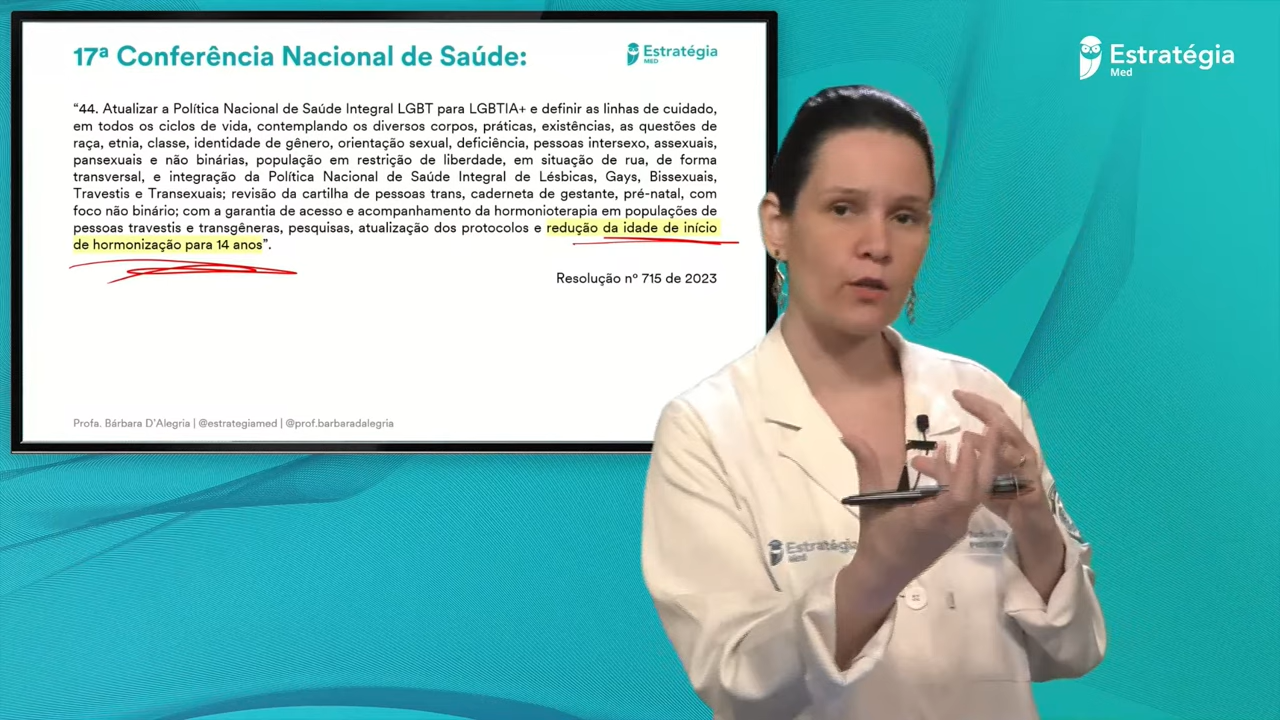 17ª Conferência Nacional de Saúde:
Estratégia
MED
"44. Atualizar a Política Nacional de Saúde Integral LGBT para LGBTIA+ e definir as linhas de cuidado,
em todos os ciclos de vida, contemplando os diversos corpos, práticas, existências, as questões de
raça, etnia, classe, identidade de gênero, orientação sexual, deficiência, pessoas intersexo, assexuais,
pansexuais e não binárias, população em restrição de liberdade, em situação de rua, de forma
transversal, e integração da Política Nacional de Saúde Integral de Lésbicas, Gays, Bissexuais,
Travestis e Transexuais; revisão da cartilha de pessoas trans, caderneta de gestante, pré-natal, com
foco não binário; com a garantia de acesso e acompanhamento da hormonioterapia em populações de
pessoas travestis e transgêneras, pesquisas, atualização dos protocolos e redução da idade de início
de hormonização para 14 anos".
Resolução nº 715 de 2023
Profa. Bárbara D'Alegria | @estrategiamed | @prof.barbaradalegria
Estratégia
Med
Estratégia
Med